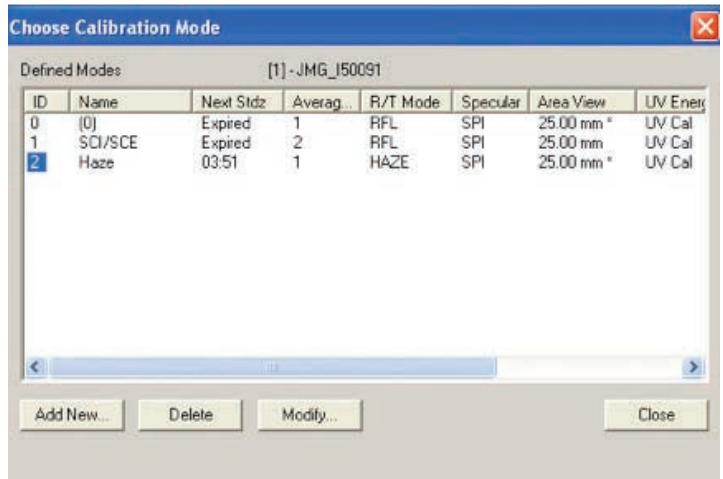 Choose Calibration Mode
Defined Modes [1] - JMG_I50091
ID Name Next Stdz Averag... R/T Mode Specular Area View UV Energ
0 (0) Expired 1 RFL SPI 25.00 mm * UV Cal
1 SCI/SCE Expired 2 RFL SPI 25.00 mm UV Cal
2 Haze 03:51 1 HAZE SPI 25.00 mm * UV Cal
Add New... Delete Modify... Close